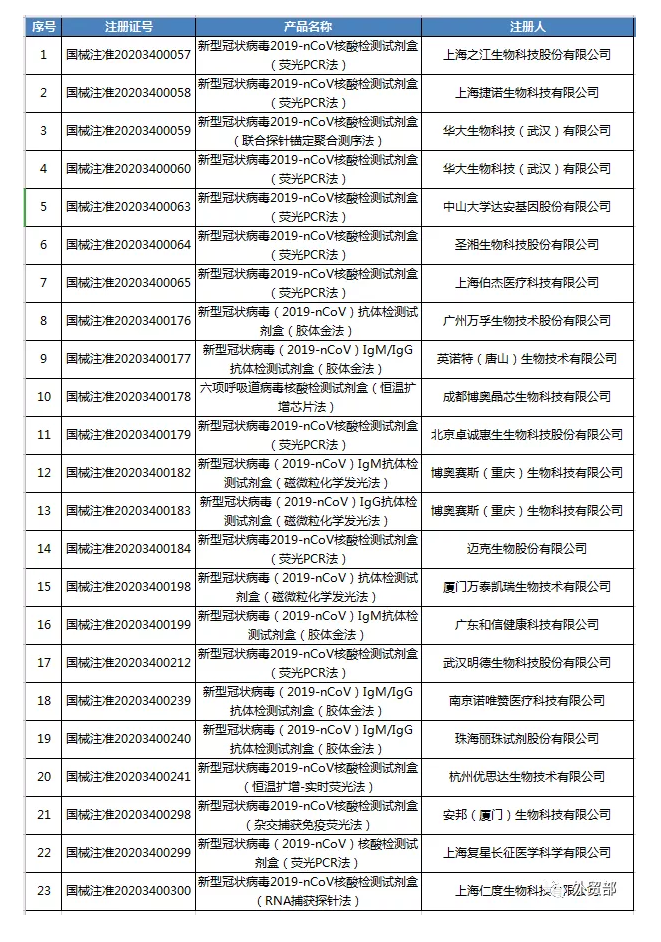 序号 注册证号 产品名称 注册人
1 国械注准20203400057 新型冠状病毒2019-nCoV核酸检测试剂盒
（荧光PCR法） 上海之江生物科技股份有限公司
2 国械注准20203400058 新型冠状病毒2019-nCoV核酸检测试剂盒
（荧光PCR法） 上海捷诺生物科技有限公司
3 国械注准20203400059 新型冠状病毒2019-nCoV核酸检测试剂盒
（联合探针锚定聚合测序法） 华大生物科技（武汉）有限公司
4 国械注准20203400060 新型冠状病毒2019-nCoV核酸检测试剂盒
（荧光PCR法） 华大生物科技（武汉）有限公司
5 国械注准20203400063 新型冠状病毒2019-nCoV核酸检测试剂盒
（荧光PCR法） 中山大学达安基因股份有限公司
6 国械注准20203400064 新型冠状病毒2019-nCoV核酸检测试剂盒
（荧光PCR法） 圣湘生物科技股份有限公司
7 国械注准20203400065 新型冠状病毒2019-nCoV核酸检测试剂盒
（荧光PCR法） 上海伯杰医疗科技有限公司
8 国械注准20203400176 新型冠状病毒（2019-nCoV）抗体检测试
剂盒（胶体金法） 广州万孚生物技术股份有限公司
9 国械注准20203400177 新型冠状病毒（2019-nCoV）IgM/IgG
抗体检测试剂盒（胶体金法） 英诺特（唐山）生物技术有限公司
10 国械注准20203400178 六项呼吸道病毒核酸检测试剂盒（恒温扩
增芯片法） 成都博奥晶芯生物科技有限公司
11 国械注准20203400179 新型冠状病毒2019-nCoV核酸检测试剂盒
（荧光PCR法） 北京卓诚惠生生物科技股份有限公司
12 国械注准20203400182 新型冠状病毒（2019-nCoV）IgM抗体检
测试剂盒（磁微粒化学发光法） 博奥赛斯（重庆）生物科技有限公司
13 国械注准20203400183 新型冠状病毒（2019-nCoV）IgG抗体检
测试剂盒（磁微粒化学发光法） 博奥赛斯（重庆）生物科技有限公司
14 国械注准20203400184 新型冠状病毒2019-nCoV核酸检测试剂盒
（荧光PCR法） 迈克生物股份有限公司
15 国械注准20203400198 新型冠状病毒（2019-nCoV）抗体检测试
剂盒（磁微粒化学发光法） 厦门万泰凯瑞生物技术有限公司
16 国械注准20203400199 新型冠状病毒（2019-nCoV）IgM抗体检
测试剂盒（胶体金法） 广东和信健康科技有限公司
17 国械注准20203400212 新型冠状病毒2019-nCoV核酸检测试剂盒
（荧光PCR法） 武汉明德生物科技股份有限公司
18 国械注准20203400239 新型冠状病毒（2019-nCoV）IgM/IgG
抗体检测试剂盒（胶体金法） 南京诺唯赞医疗科技有限公司
19 国械注准20203400240 新型冠状病毒（2019-nCoV）IgM/IgG
抗体检测试剂盒（胶体金法） 珠海丽珠试剂股份有限公司
20 国械注准20203400241 新型冠状病毒2019-nCoV核酸检测试剂盒
（恒温扩增-实时荧光法） 杭州优思达生物技术有限公司
21 国械注准20203400298 新型冠状病毒2019-nCoV核酸检测试剂盒
（杂交捕获免疫荧光法） 安邦（厦门）生物科技有限公司
22 国械注准20203400299 新型冠状病毒（2019-nCoV）核酸检测试
剂盒（荧光PCR法） 上海复星长征医学科学有限公司
23 国械注准20203400300 新型冠状病毒2019-nCoV核酸检测试剂盒
（RNA捕获探针法） 上海仁度生物科技有限公司
外贸部